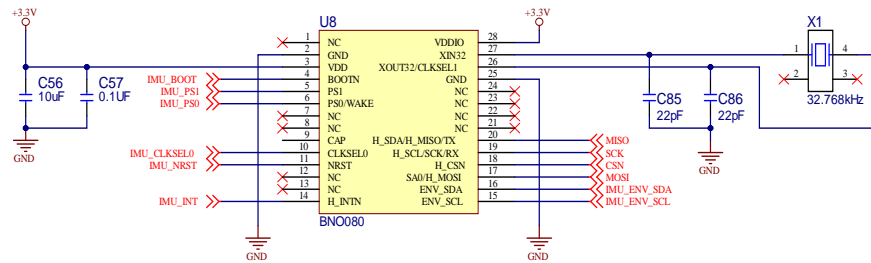 +3.3V
U8
+3.3V
X1
1 NC
2 GND
3 VDD
4 BOOTN
5 PS1
6 PS0/WAKE
7 NC
8 NC
9 CAP
10 CLKSEL0
11 NRST
12 NC
13 NC
14 H_INTN
VDDIO 28
XIN32 27
XOUT32/CLKSEL1 26
GND 25
NC 24
NC 23
NC 22
NC 21
H_SDA/H_MISO/TX 20
H_SCL/SCK/RX 19
H_CSN 18
SA0/H_MOSI 17
ENV_SDA 16
ENV_SCL 15
BNO080
C56
10uF
C57
0.1UF
GND
IMU_BOOT
IMU_PS1
IMU_PS0
IMU_CLKSEL0
IMU_NRST
IMU_INT
GND
MISO
SCK
CSN
MOSI
IMU_ENV_SDA
IMU_ENV_SCL
GND
C85
22pF
C86
22pF
GND
1
4
2
3
32.768kHz